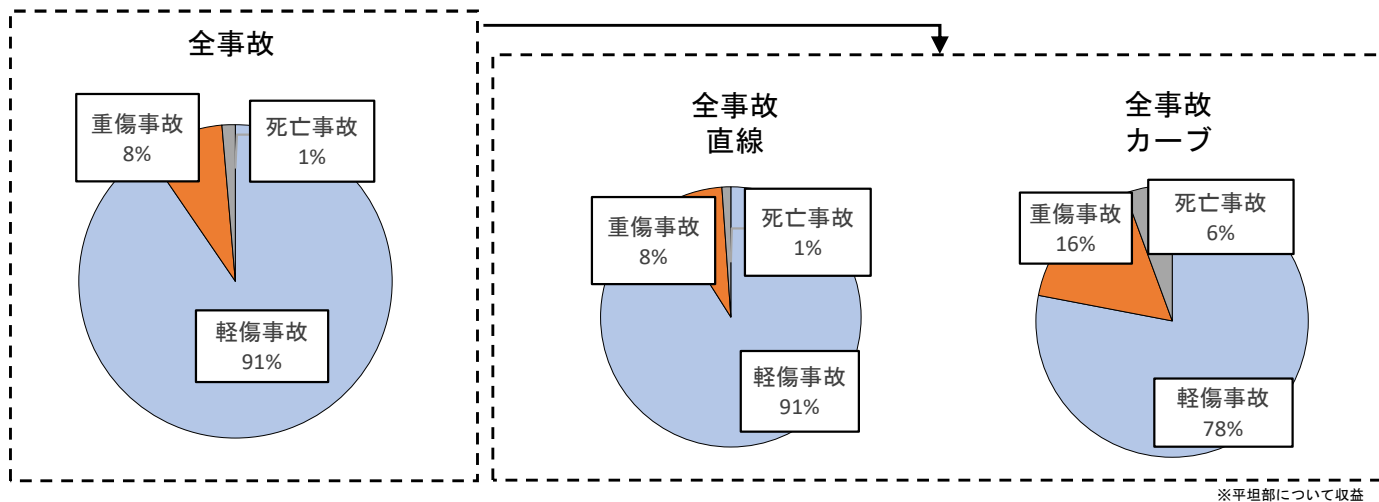 全事故
重傷事故
8%
死亡事故
1%
軽傷事故
91%
全事故
直線
重傷事故
8%
死亡事故
1%
軽傷事故
91%
全事故
カーブ
重傷事故
16%
死亡事故
6%
軽傷事故
78%
※平坦部について収益